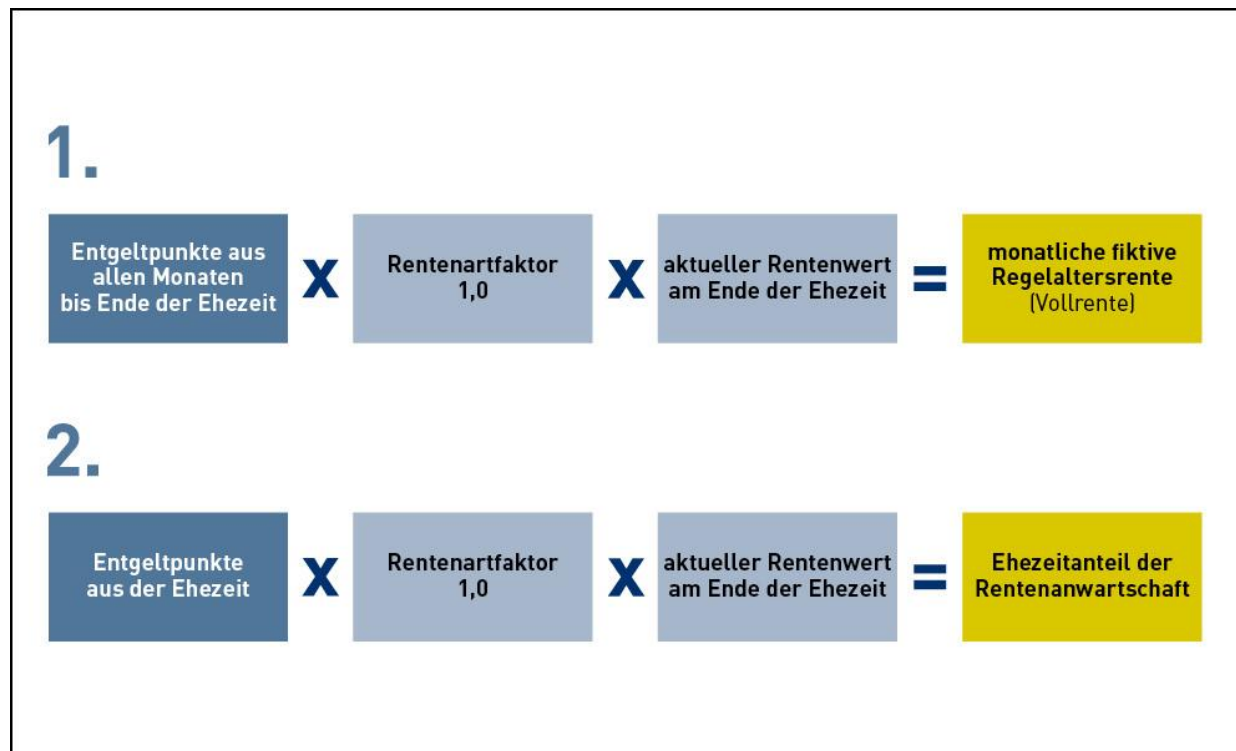 1.
Entgeltpunkte aus
allen Monaten
bis Ende der Ehezeit
X
Rentenartfaktor
1,0
X
aktueller Rentenwert
am Ende der Ehezeit
=
monatliche fiktive
Regelaltersrente
(Vollrente)
2.
Entgeltpunkte
aus der Ehezeit
X
Rentenartfaktor
1,0
X
aktueller Rentenwert
am Ende der Ehezeit
=
Ehezeitanteil der
Rentenanwartschaft